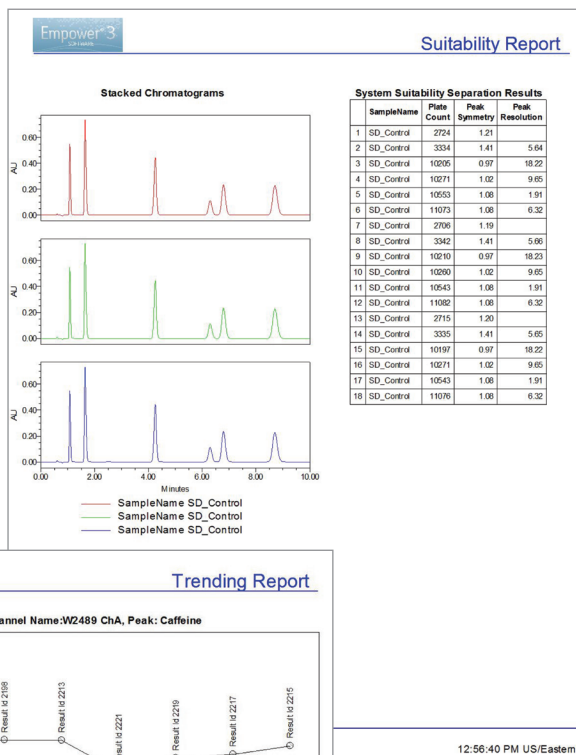 Empower™3
SOFTWARE
Suitability Report
Stacked Chromatograms
AU
0.60
0.40
0.20
0.00
AU
0.60
0.40
0.20
0.00
AU
0.60
0.40
0.20
0.00
0.00 2.00 4.00 6.00 8.00 10.00
Minutes
SampleName SD_Control
SampleName SD_Control
SampleName SD_Control
System Suitability Separation Results
SampleName Plate Count Peak Symmetry Peak Resolution
1 SD_Control 2724 1.21
2 SD_Control 3334 1.41 5.64
3 SD_Control 10205 0.97 18.22
4 SD_Control 10271 1.02 9.65
5 SD_Control 10553 1.08 1.91
6 SD_Control 11073 1.08 6.32
7 SD_Control 2706 1.19
8 SD_Control 3342 1.41 5.66
9 SD_Control 10210 0.97 18.23
10 SD_Control 10260 1.02 9.65
11 SD_Control 10543 1.08 1.91
12 SD_Control 11082 1.08 6.32
13 SD_Control 2715 1.20
14 SD_Control 3335 1.41 5.65
15 SD_Control 10197 0.97 18.22
16 SD_Control 10271 1.02 9.65
17 SD_Control 10543 1.08 1.91
18 SD_Control 11076 1.08 6.32
Trending Report
annel Name:W2489 ChA, Peak: Caffeine
Result Id 2198
Result Id 2213
sult Id 2221
Result Id 2219
Result Id 2217
Result Id 2215
12:56:40 PM US/Eastern